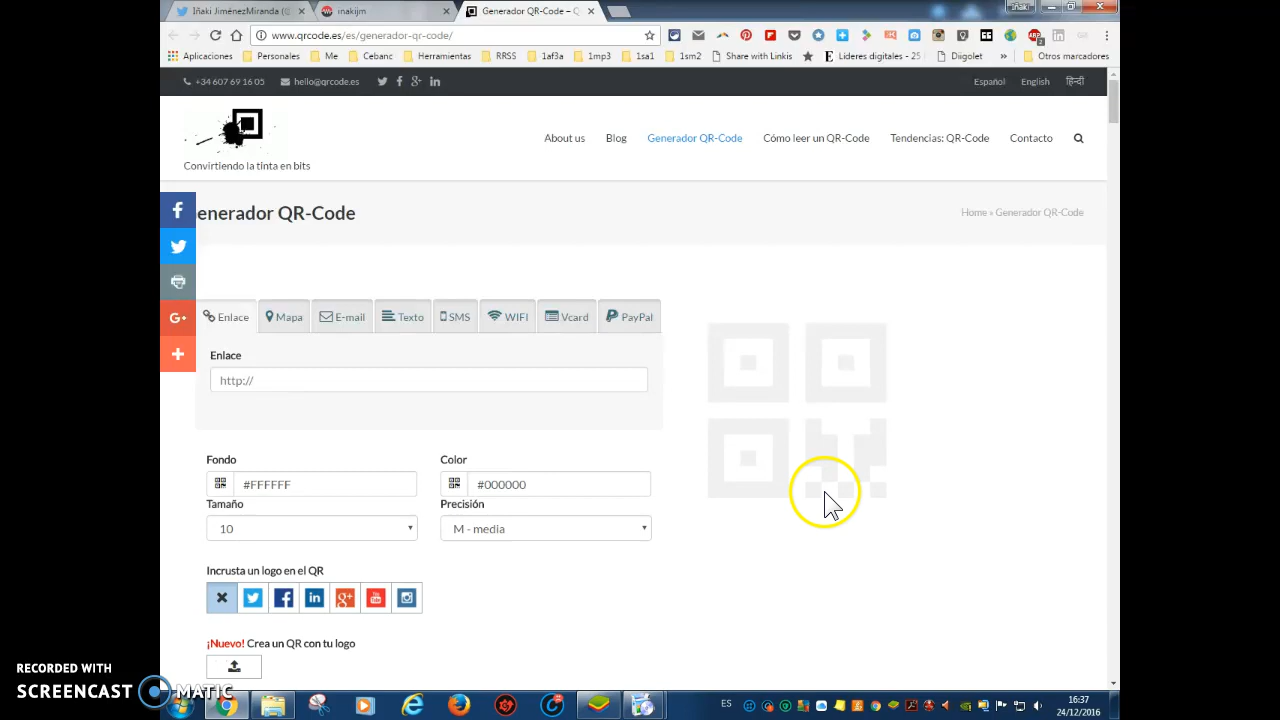 Iñaki JiménezMiranda (
inakijm
Generador QR-Code – Q
Iñaki
www.qrcode.es/es/generador-qr-code/
Aplicaciones
Personales
Me
Cebanc
Herramientas
RRSS
1af3a
1mp3
1sa1
1sm2
Share with Linkis
Líderes digitales - 25
Diigolet
»
Otros marcadores
+34 607 69 16 05
hello@qrcode.es
Español
English
हिन्दी
Convirtiendo la tinta en bits
About us
Blog
Generador QR-Code
Cómo leer un QR-Code
Tendencias: QR-Code
Contacto
enerador QR-Code
Home » Generador QR-Code
Enlace
Mapa
E-mail
Texto
SMS
WIFI
Vcard
PayPal
Enlace
http://
Fondo
Color
#FFFFFF
#000000
Tamaño
Precisión
10
M - media
Incrusta un logo en el QR
¡Nuevo! Crea un QR con tu logo
RECORDED WITH
SCREENCAST MATIC
ES
16:37
24/12/2016